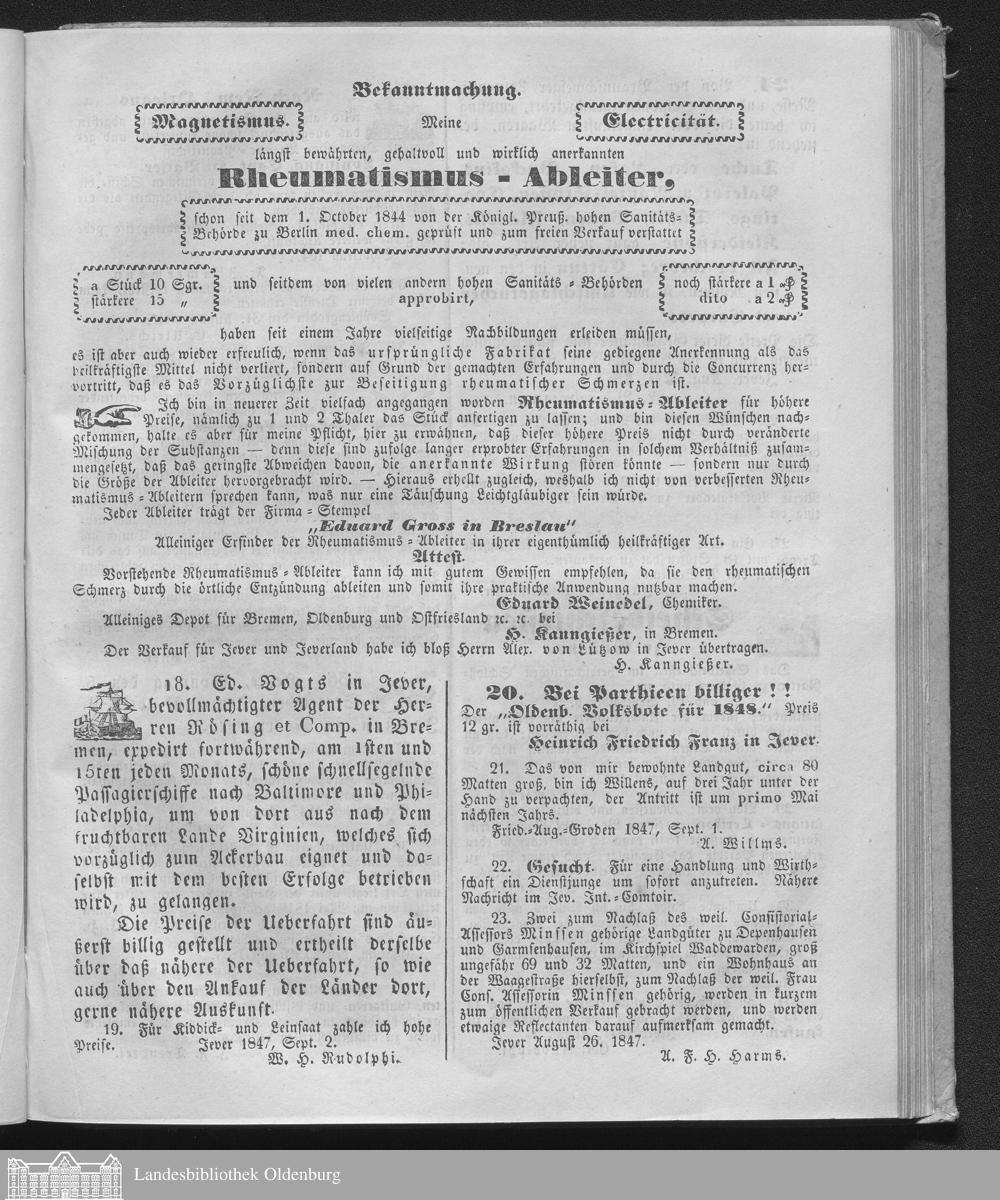 Bekanntmachung.
Magnetismus. Meine Electricität.
längst bewährten, gehaltvoll und wirklich anerkannten
Rheumatismus - Ableiter,
schon seit dem 1. October 1844 von der Königl. Preuß. hohen Sanitäts-
Behörde zu Berlin med. chem. geprüft und zum freien Verkauf verstattet
a Stück 10 Sgr.
stärkere 15 „
und seitdem von vielen andern hohen Sanitäts-Behörden
approbirt,
noch stärkere a 1 ₰
dito a 2 ₰
haben seit einem Jahre vielseitige Nachbildungen erleiden müssen,
es ist aber auch wieder erfreulich, wenn das ursprüngliche Fabrikat seine gediegene Anerkennung als das
heilkräftigste Mittel nicht verliert, sondern auf Grund der gemachten Erfahrungen und durch die Concurrenz her-
vortritt, daß es das Vorzüglichste zur Beseitigung rheumatischer Schmerzen ist.
Ich bin in neuerer Zeit vielfach angegangen worden Rheumatismus-Ableiter für höhere
Preise, nämlich zu 1 und 2 Thaler das Stück anfertigen zu lassen; und bin diesen Wünschen nach-
gekommen, halte es aber für meine Pflicht, hier zu erwähnen, daß dieser höhere Preis nicht durch veränderte
Mischung der Substanzen — denn diese sind zufolge langer erprobter Erfahrungen in solchem Verhältniß zusam-
mengesetzt, daß das geringste Abweichen davon, die anerkannte Wirkung stören könnte — sondern nur durch
die Größe der Ableiter hervorgebracht wird. — Hieraus erhellt zugleich, weshalb ich nicht von verbesserten Rheu-
matismus-Ableitern sprechen kann, was nur eine Täuschung Leichtgläubiger sein würde.
Jeder Ableiter trägt der Firma-Stempel
„Eduard Gross in Breslau"
Alleiniger Erfinder der Rheumatismus-Ableiter in ihrer eigenthümlich heilkräftiger Art.
Attest.
Vorstehende Rheumatismus-Ableiter kann ich mit gutem Gewissen empfehlen, da sie den rheumatischen
Schmerz durch die örtliche Entzündung ableiten und somit ihre praktische Anwendung nutzbar machen.
Eduard Weinedel, Chemiker.
Alleiniges Depot für Bremen, Oldenburg und Ostfriesland ꝛc. ꝛc. bei
H. Kanngießer, in Bremen.
Der Verkauf für Jever und Jeverland habe ich bloß Herrn Alex. von Lützow in Jever übertragen.
H. Kanngießer.
18. Ed. Vogts in Jever,
bevollmächtigter Agent der Her-
ren Rösing et Comp. in Bre-
men, expedirt fortwährend, am 1sten und
15ten jeden Monats, schöne schnellsegelnde
Passagierschiffe nach Baltimore und Phi-
ladelphia, um von dort aus nach dem
fruchtbaren Lande Virginien, welches sich
vorzüglich zum Ackerbau eignet und da-
selbst mit dem besten Erfolge betrieben
wird, zu gelangen.
Die Preise der Ueberfahrt sind äu-
ßerst billig gestellt und ertheilt derselbe
über daß nähere der Ueberfahrt, so wie
auch über den Ankauf der Länder dort,
gerne nähere Auskunft.
19. Für Kiddick- und Leinsaat zahle ich hohe
Preise. Jever 1847, Sept. 2.
W. H. Rudolphi.
20. Bei Parthieen billiger !!
Der „Oldenb. Volksbote für 1848." Preis
12 gr. ist vorräthig bei
Heinrich Friedrich Franz in Jever.
21. Das von mir bewohnte Landgut, circa 80
Matten groß, bin ich Willens, auf drei Jahr unter der
Hand zu verpachten, der Antritt ist um primo Mai
nächsten Jahrs.
Fried.-Aug.-Groden 1847, Sept. 1.
A. Willms.
22. Gesucht. Für eine Handlung und Wirth-
schaft ein Dienstjunge um sofort anzutreten. Nähere
Nachricht im Jev. Int.-Comtoir.
23. Zwei zum Nachlaß des weil. Consistorial-
Assessors Minssen gehörige Landgüter zu Depenhausen
und Garmsenhausen, im Kirchspiel Waddewarden, groß
ungefähr 69 und 32 Matten, und ein Wohnhaus an
der Waagestraße hierselbst, zum Nachlaß der weil. Frau
Cons. Assessorin Minssen gehörig, werden in kurzem
zum öffentlichen Verkauf gebracht werden, und werden
etwaige Reflectanten darauf aufmerksam gemacht.
Jever August 26. 1847.
A. F. H. Harms.
Landesbibliothek Oldenburg